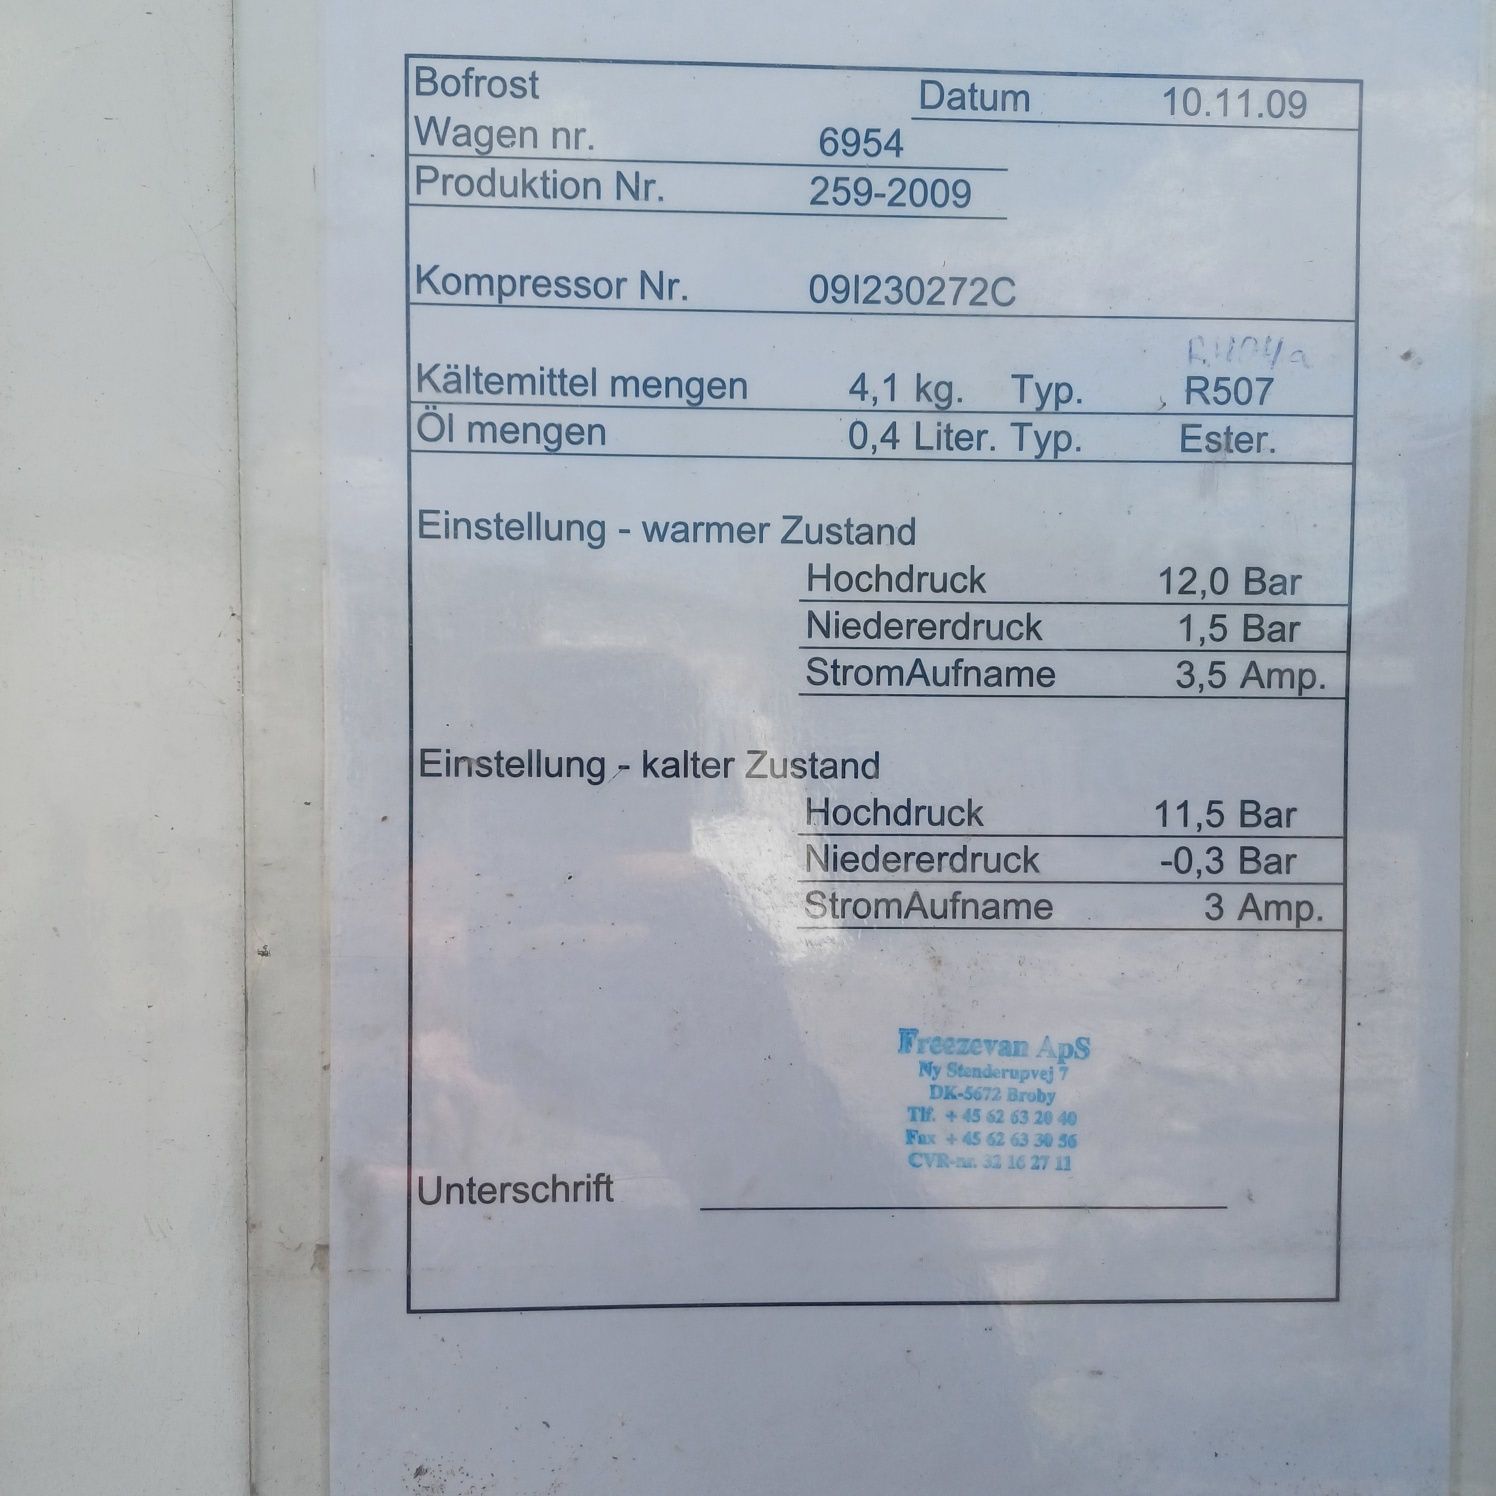 Bofrost
Datum 10.11.09
Wagen nr. 6954
Produktion Nr. 259-2009
Kompressor Nr. 09I230272C
R404a
Kältemittel mengen 4,1 kg. Typ. R507
Öl mengen 0,4 Liter. Typ. Ester.
Einstellung - warmer Zustand
Hochdruck 12,0 Bar
Niedererdruck 1,5 Bar
StromAufname 3,5 Amp.
Einstellung - kalter Zustand
Hochdruck 11,5 Bar
Niedererdruck -0,3 Bar
StromAufname 3 Amp.
Freezevan ApS
Ny Stenderupvej 7
DK-5672 Broby
Tlf. + 45 62 63 20 40
Fax + 45 62 63 30 56
CVR-nr. 32 16 27 11
Unterschrift